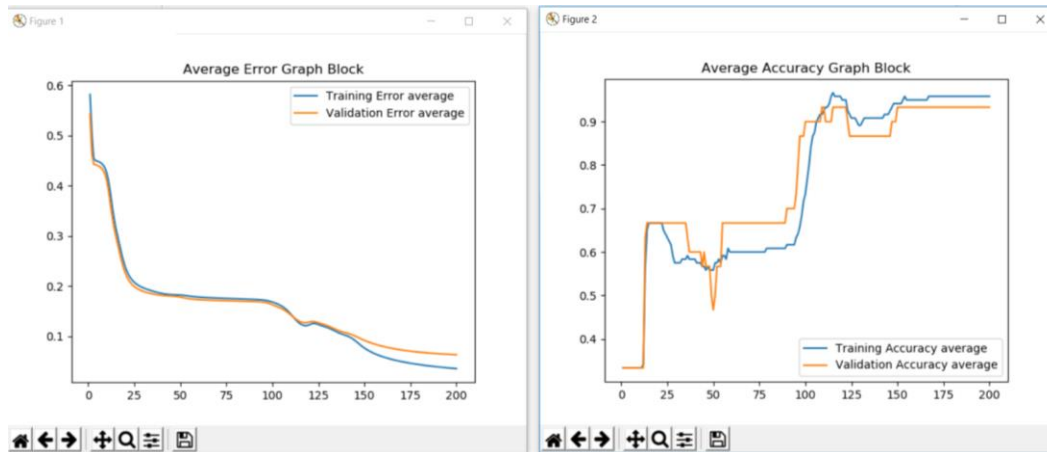 Figure 1
Average Error Graph Block
Training Error average
Validation Error average
0.6
0.5
0.4
0.3
0.2
0.1
0 25 50 75 100 125 150 175 200
Figure 2
Average Accuracy Graph Block
0.9
0.8
0.7
0.6
0.5
0.4
Training Accuracy average
Validation Accuracy average
0 25 50 75 100 125 150 175 200